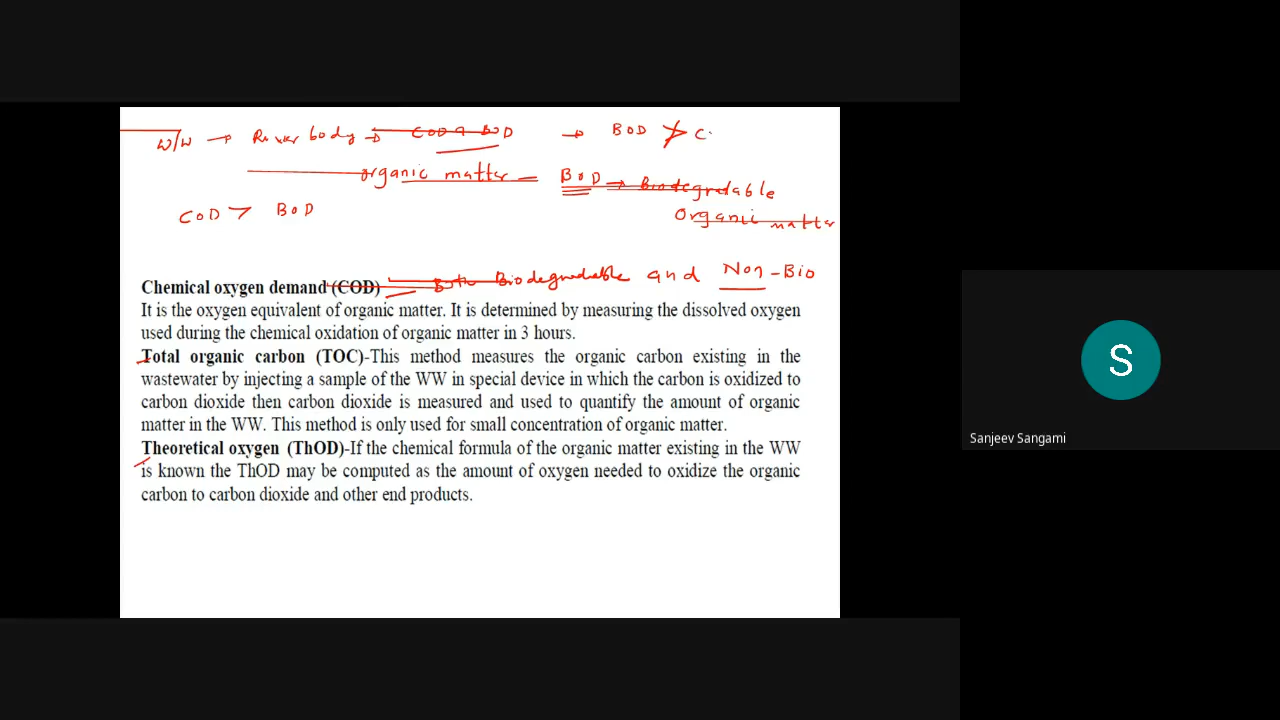 W/W → River body → COD & BOD → BOD > C
organic matter — BOD → Biodegradable
Organic matter
COD > BOD
Both Biodegradable and Non-Bio
Chemical oxygen demand (COD)
It is the oxygen equivalent of organic matter. It is determined by measuring the dissolved oxygen
used during the chemical oxidation of organic matter in 3 hours.
Total organic carbon (TOC)-This method measures the organic carbon existing in the
wastewater by injecting a sample of the WW in special device in which the carbon is oxidized to
carbon dioxide then carbon dioxide is measured and used to quantify the amount of organic
matter in the WW. This method is only used for small concentration of organic matter.
Theoretical oxygen (ThOD)-If the chemical formula of the organic matter existing in the WW
is known the ThOD may be computed as the amount of oxygen needed to oxidize the organic
carbon to carbon dioxide and other end products.
S
Sanjeev Sangami